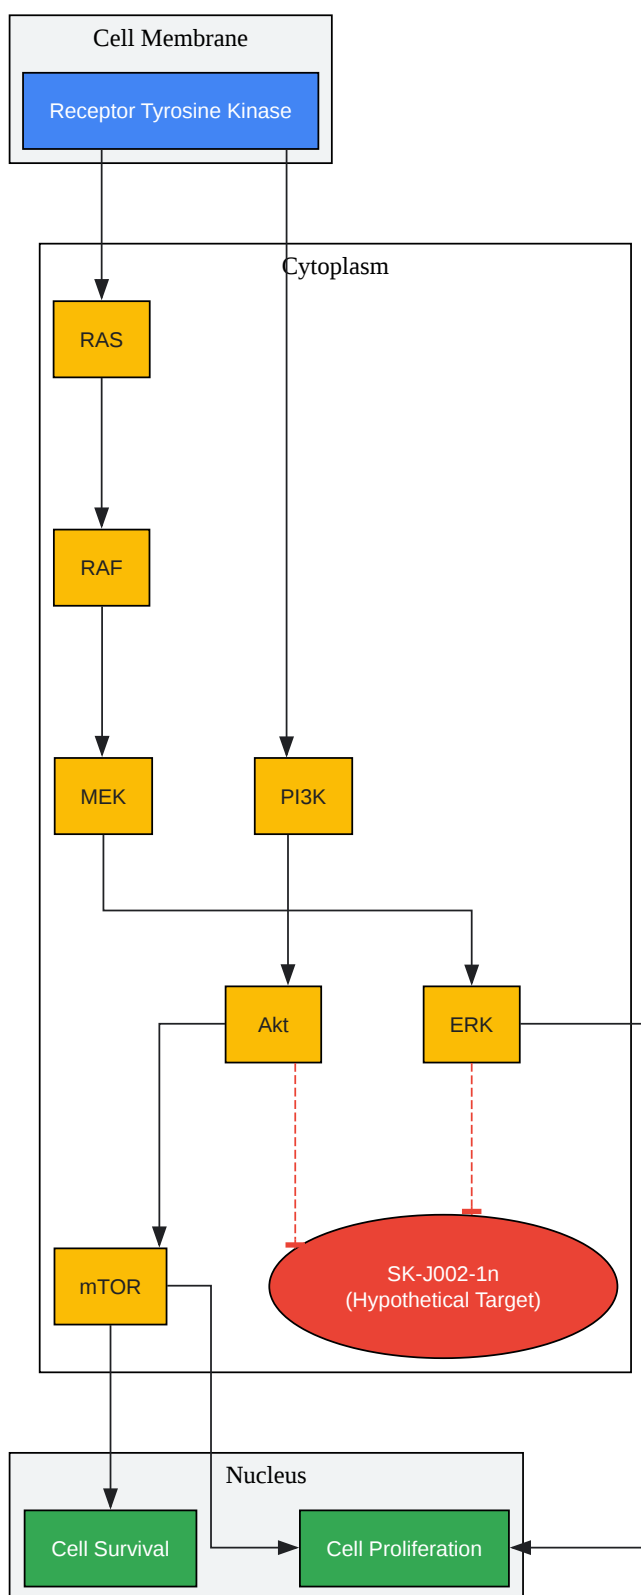 Cell Membrane
Receptor Tyrosine Kinase
Cytoplasm
RAS
RAF
MEK
PI3K
Akt
ERK
mTOR
SK-J002-1n
(Hypothetical Target)
Nucleus
Cell Survival
Cell Proliferation